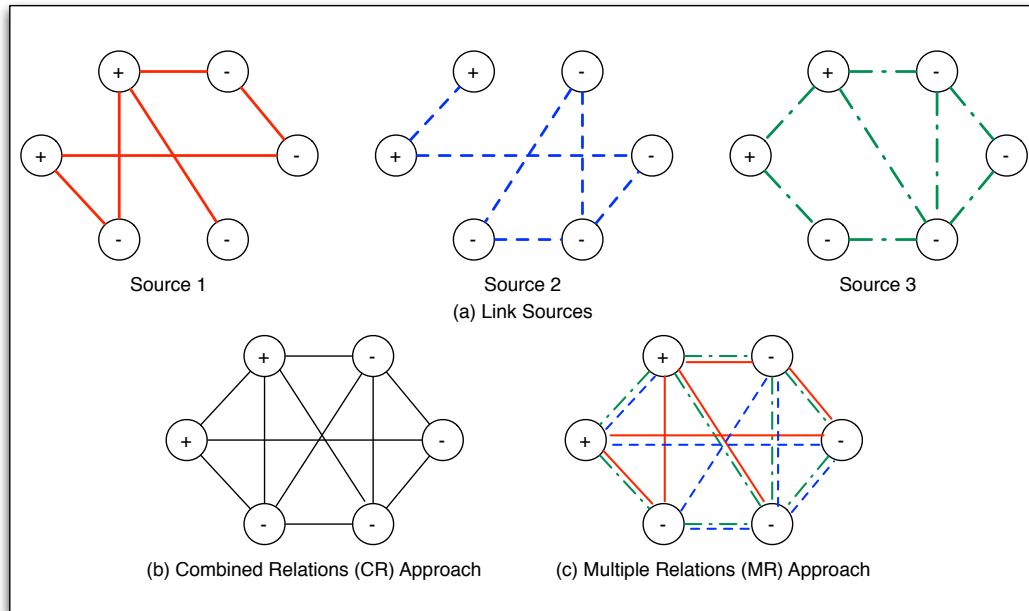 + -
+ -
- -
Source 1
+ -
+ -
- -
Source 2
+ -
+ -
- -
Source 3
(a) Link Sources
+ -
+ -
- -
(b) Combined Relations (CR) Approach
+ -
+ -
- -
(c) Multiple Relations (MR) Approach